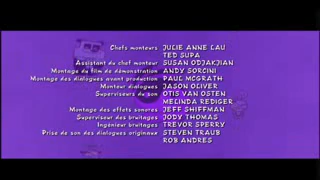 Chefs monteurs JULIE ANNE LAU
TED SUPA
Assistant du chef monteur SUSAN ODJAKJIAN
Montage du film de démonstration ANDY SORCINI
Montage des dialogues avant production PAUL MCGRATH
Monteur dialogues JASON OLIVER
Superviseurs du son OTIS VAN OSTEN
MELINDA REDIGER
Montage des effets sonores JEFF SHIFFMAN
Superviseur des bruitages JODY THOMAS
Ingénieur bruitages TREVOR SPERRY
Prise de son des dialogues originaux STEVEN TRAUB
ROB ANDRES